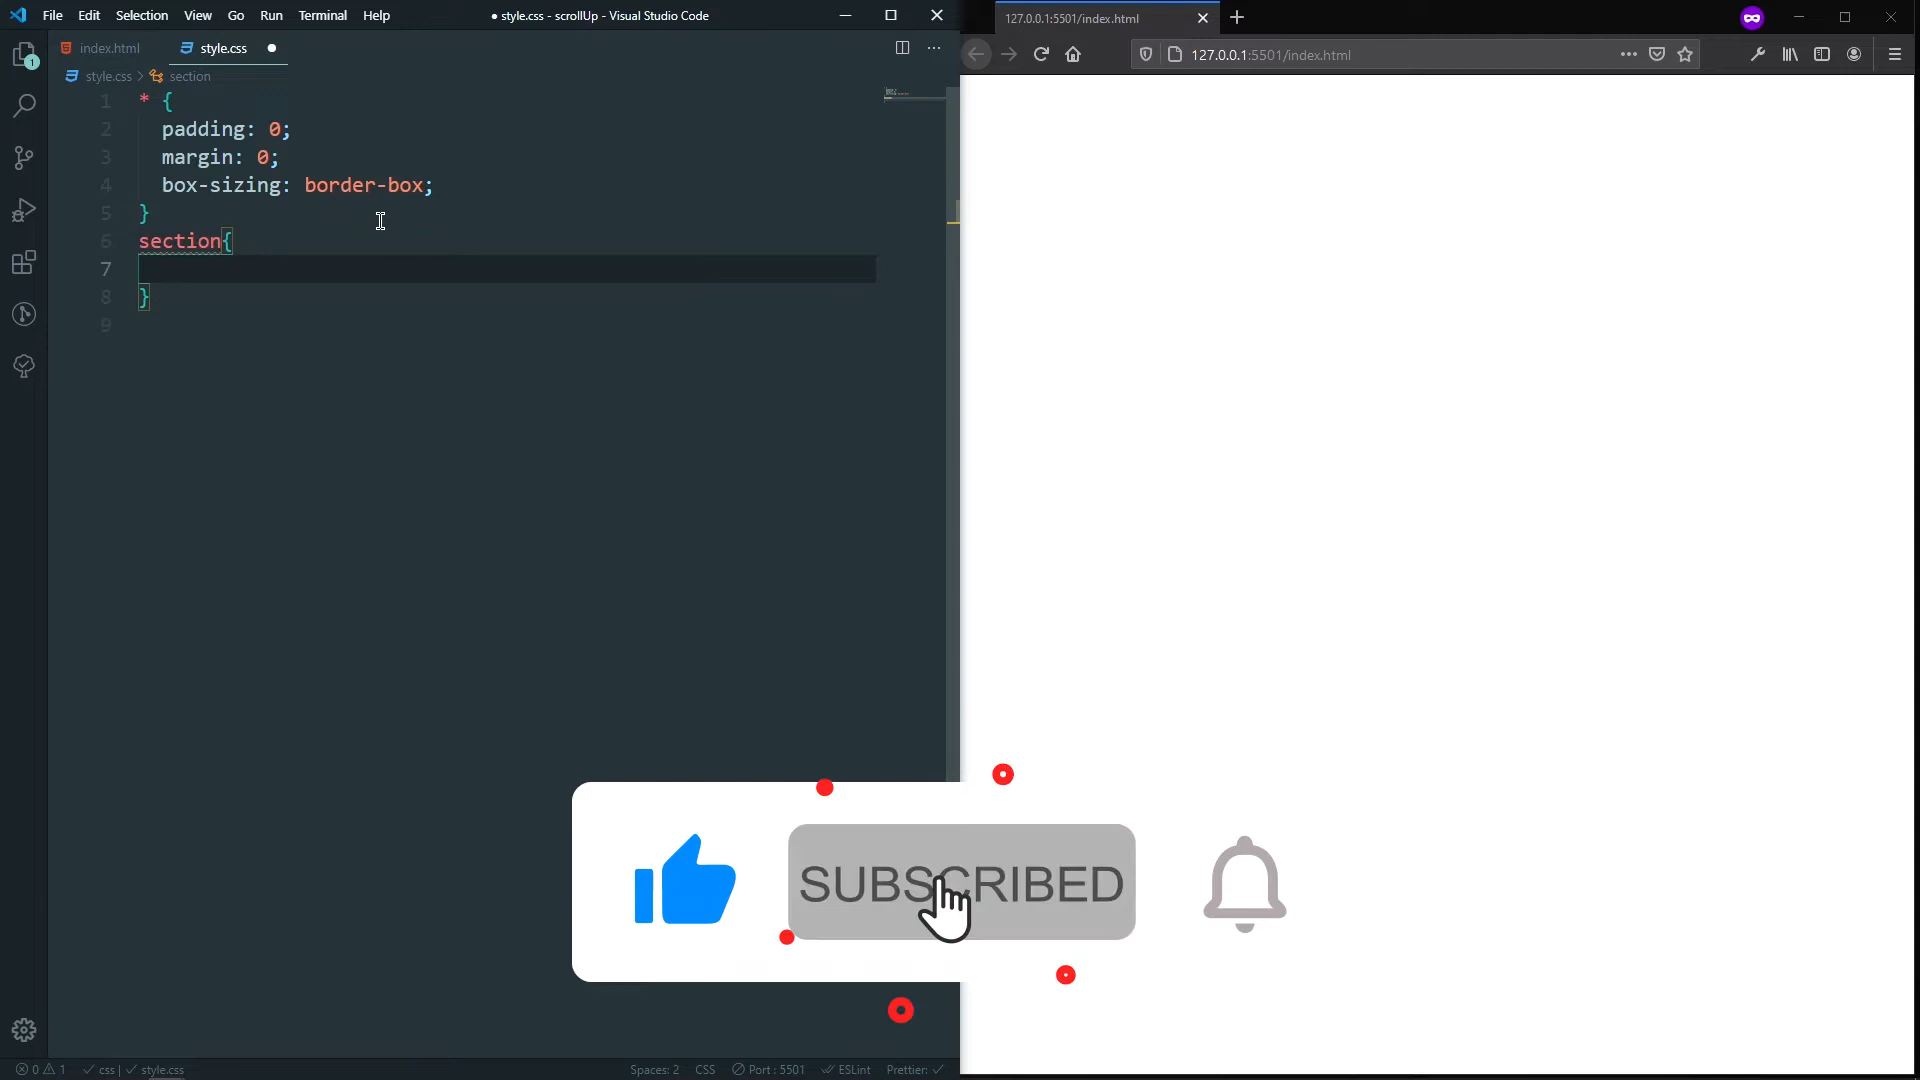 File Edit Selection View Go Run Terminal Help
● style.css - scrollUp - Visual Studio Code
index.html
style.css
style.css > section
1 * {
2 padding: 0;
3 margin: 0;
4 box-sizing: border-box;
5 }
6 section{
7
8 }
9
1
0 1
css | style.css
Spaces: 2 CSS Port : 5501 ESLint Prettier:
127.0.0.1:5501/index.html
127.0.0.1:5501/index.html
SUBSCRIBED